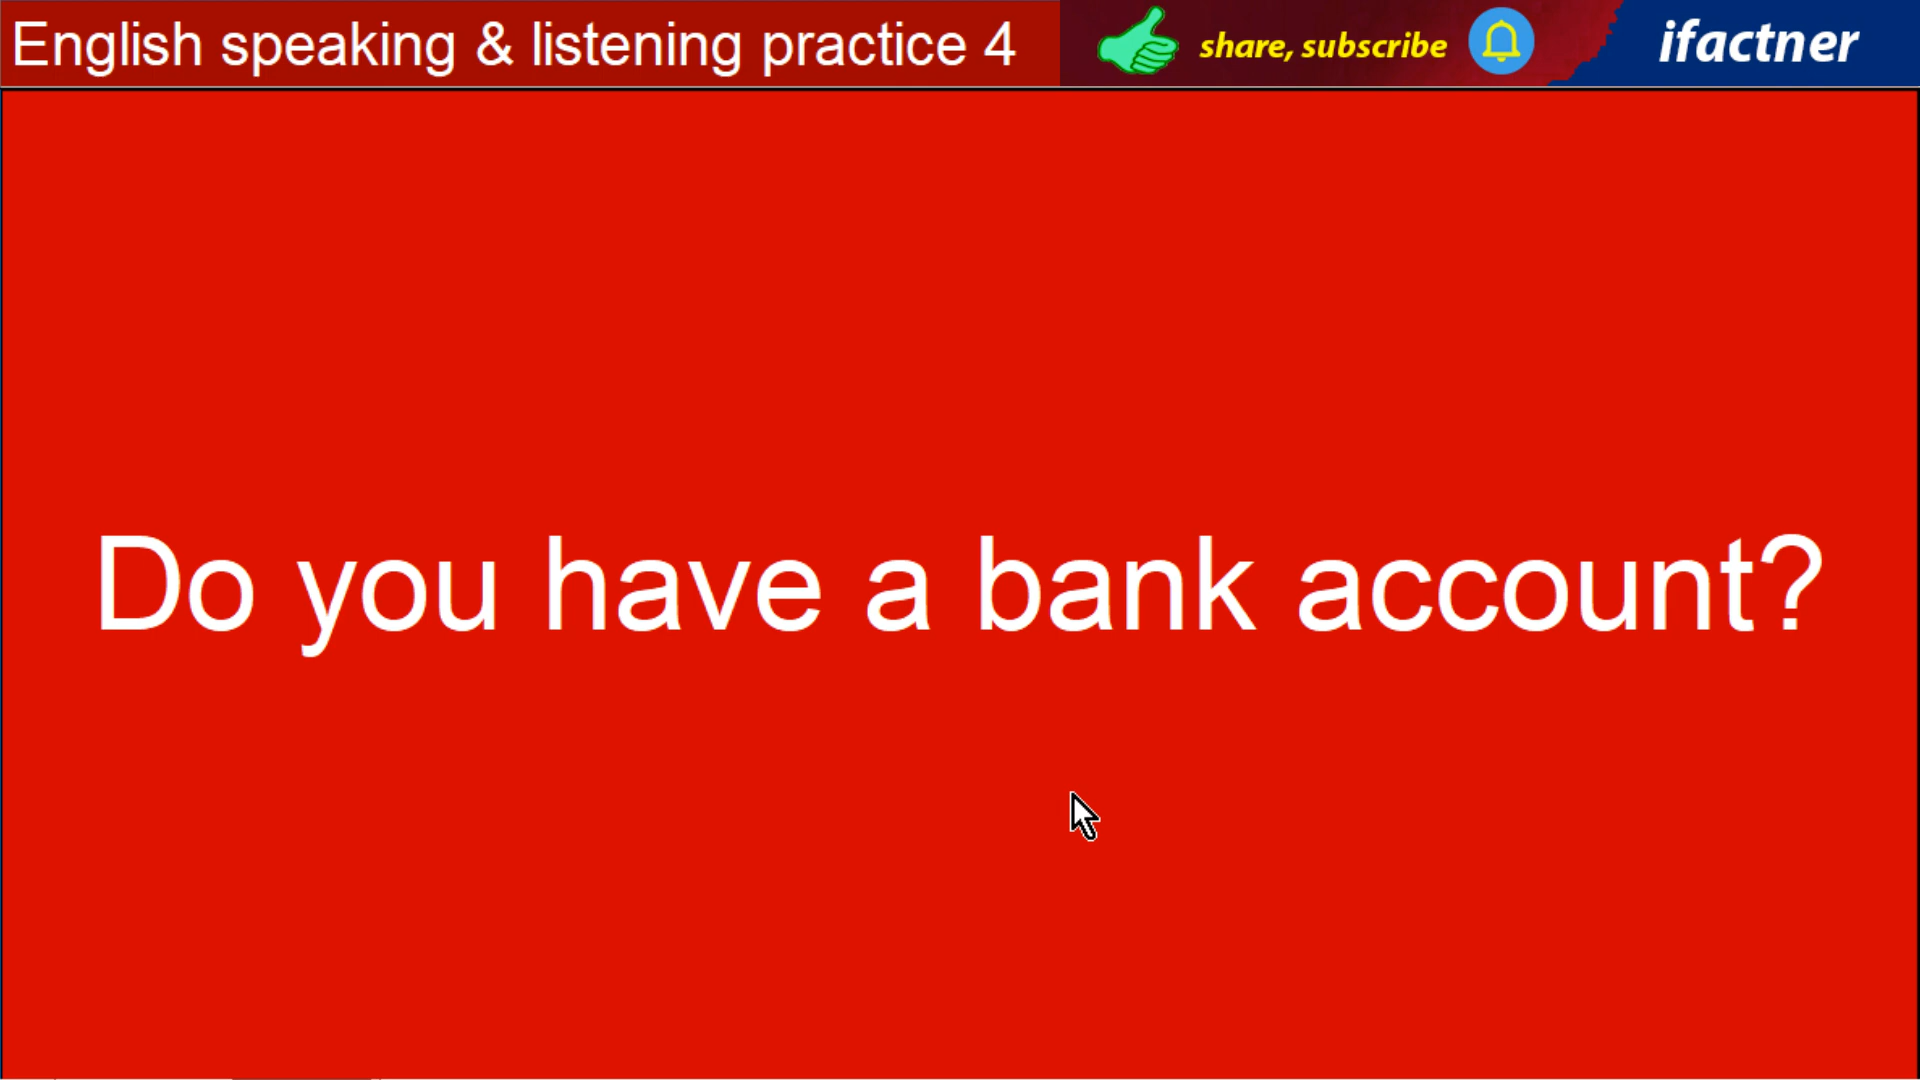 English speaking & listening practice 4
share, subscribe
ifactner
Do you have a bank account?